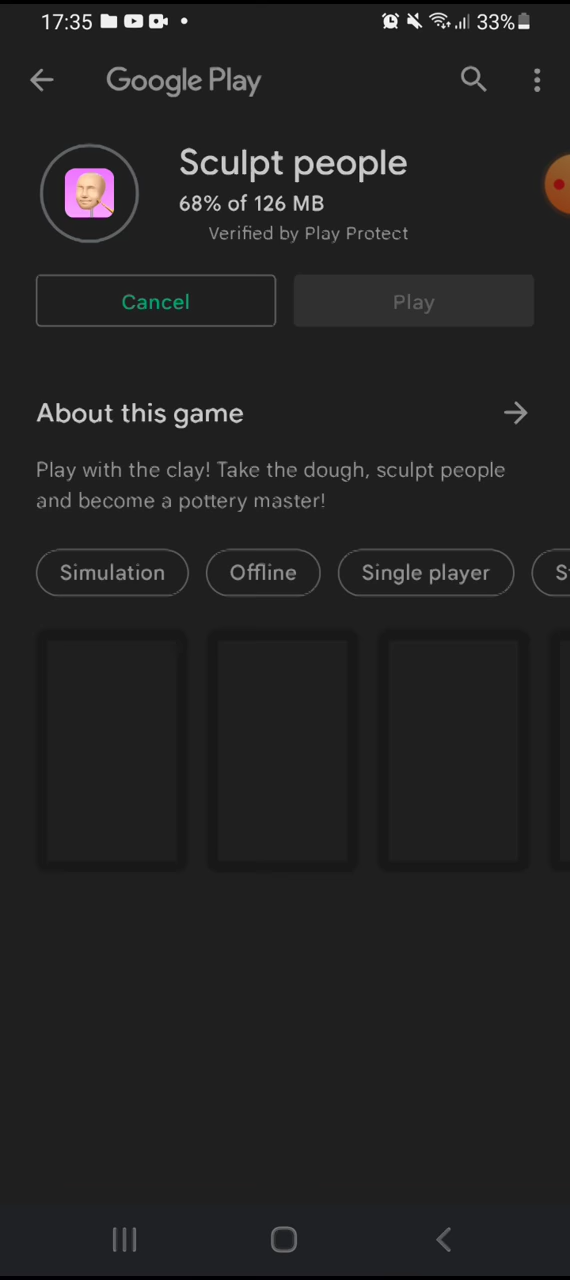 17:35
33%
Google Play
Sculpt people
68% of 126 MB
Verified by Play Protect
Cancel
Play
About this game
Play with the clay! Take the dough, sculpt people
and become a pottery master!
Simulation
Offline
Single player